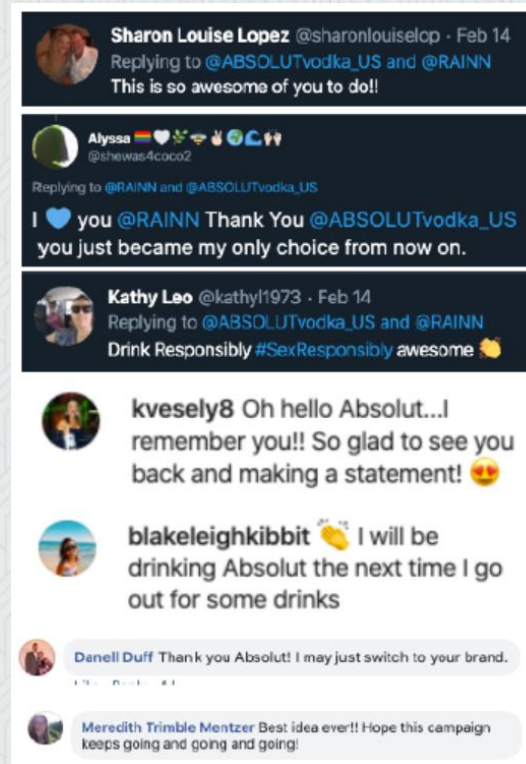 Sharon Louise Lopez @sharonlouiselop · Feb 14
Replying to @ABSOLUTvodka_US and @RAINN
This is so awesome of you to do!!
Alyssa 🏳️‍🌈🤍🌿🐝✌🏻🌎🌊🙌🏻
@shewas4coco2
Replying to @RAINN and @ABSOLUTvodka_US
I 💙 you @RAINN Thank You @ABSOLUTvodka_US
you just became my only choice from now on.
Kathy Leo @kathyl1973 · Feb 14
Replying to @ABSOLUTvodka_US and @RAINN
Drink Responsibly #SexResponsibly awesome 👏
kvesely8 Oh hello Absolut...I
remember you!! So glad to see you
back and making a statement! 😍
blakeleighkibbit 👏 I will be
drinking Absolut the next time I go
out for some drinks
Danell Duff Thank you Absolut! I may just switch to your brand.
Meredith Trimble Mentzer Best idea ever!! Hope this campaign
keeps going and going and going!